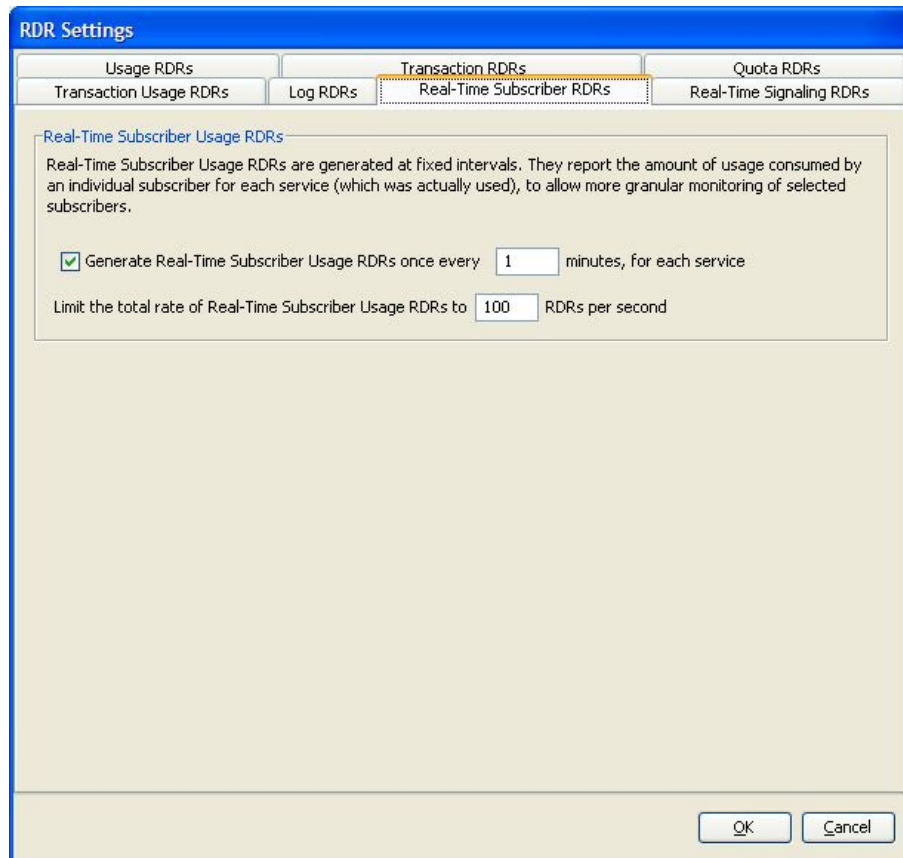 RDR Settings
Usage RDRs
Transaction RDRs
Quota RDRs
Transaction Usage RDRs
Log RDRs
Real-Time Subscriber RDRs
Real-Time Signaling RDRs
Real-Time Subscriber Usage RDRs
Real-Time Subscriber Usage RDRs are generated at fixed intervals. They report the amount of usage consumed by
an individual subscriber for each service (which was actually used), to allow more granular monitoring of selected
subscribers.
Generate Real-Time Subscriber Usage RDRs once every 1 minutes, for each service
Limit the total rate of Real-Time Subscriber Usage RDRs to 100 RDRs per second
OK
Cancel